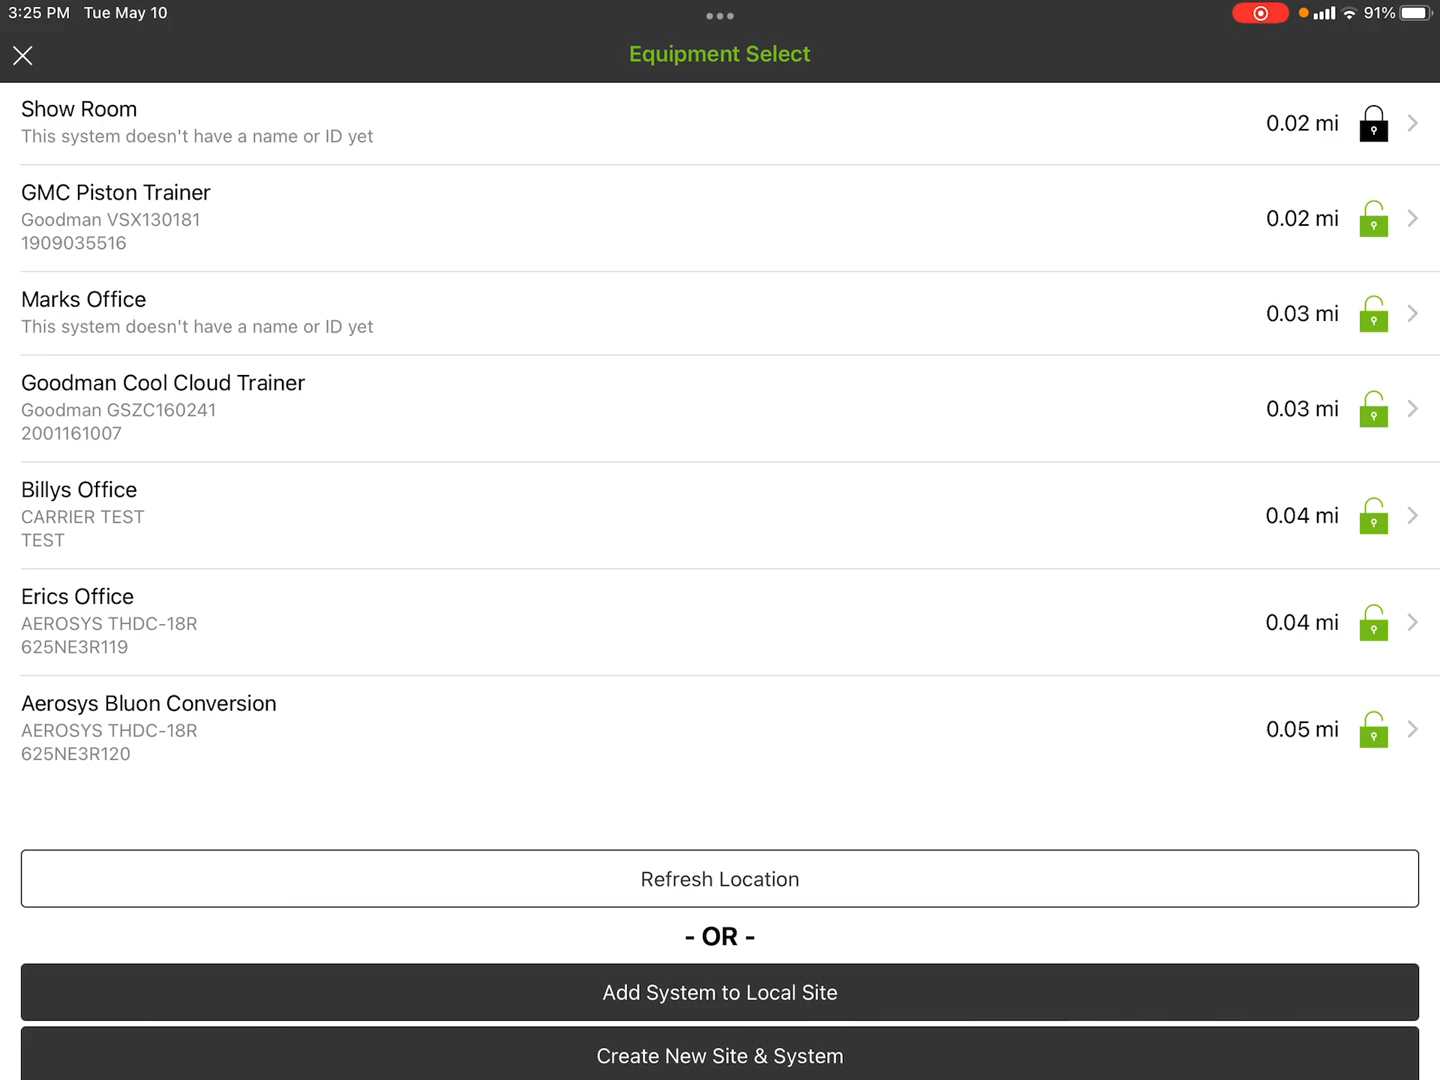 3:25 PM Tue May 10
91%
Equipment Select
Show Room
This system doesn't have a name or ID yet
0.02 mi
GMC Piston Trainer
Goodman VSX130181
1909035516
0.02 mi
Marks Office
This system doesn't have a name or ID yet
0.03 mi
Goodman Cool Cloud Trainer
Goodman GSZC160241
2001161007
0.03 mi
Billys Office
CARRIER TEST
TEST
0.04 mi
Erics Office
AEROSYS THDC-18R
625NE3R119
0.04 mi
Aerosys Bluon Conversion
AEROSYS THDC-18R
625NE3R120
0.05 mi
Refresh Location
- OR -
Add System to Local Site
Create New Site & System